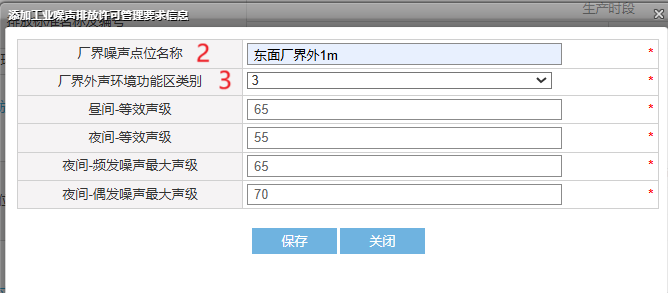 生产时段
添加工业噪声排放许可管理要求信息
厂界噪声点位名称 2 东面厂界外1m *
厂界外声环境功能区类别 3 3 *
昼间-等效声级 65 *
夜间-等效声级 55 *
夜间-频发噪声最大声级 65 *
夜间-偶发噪声最大声级 70 *
保存 关闭